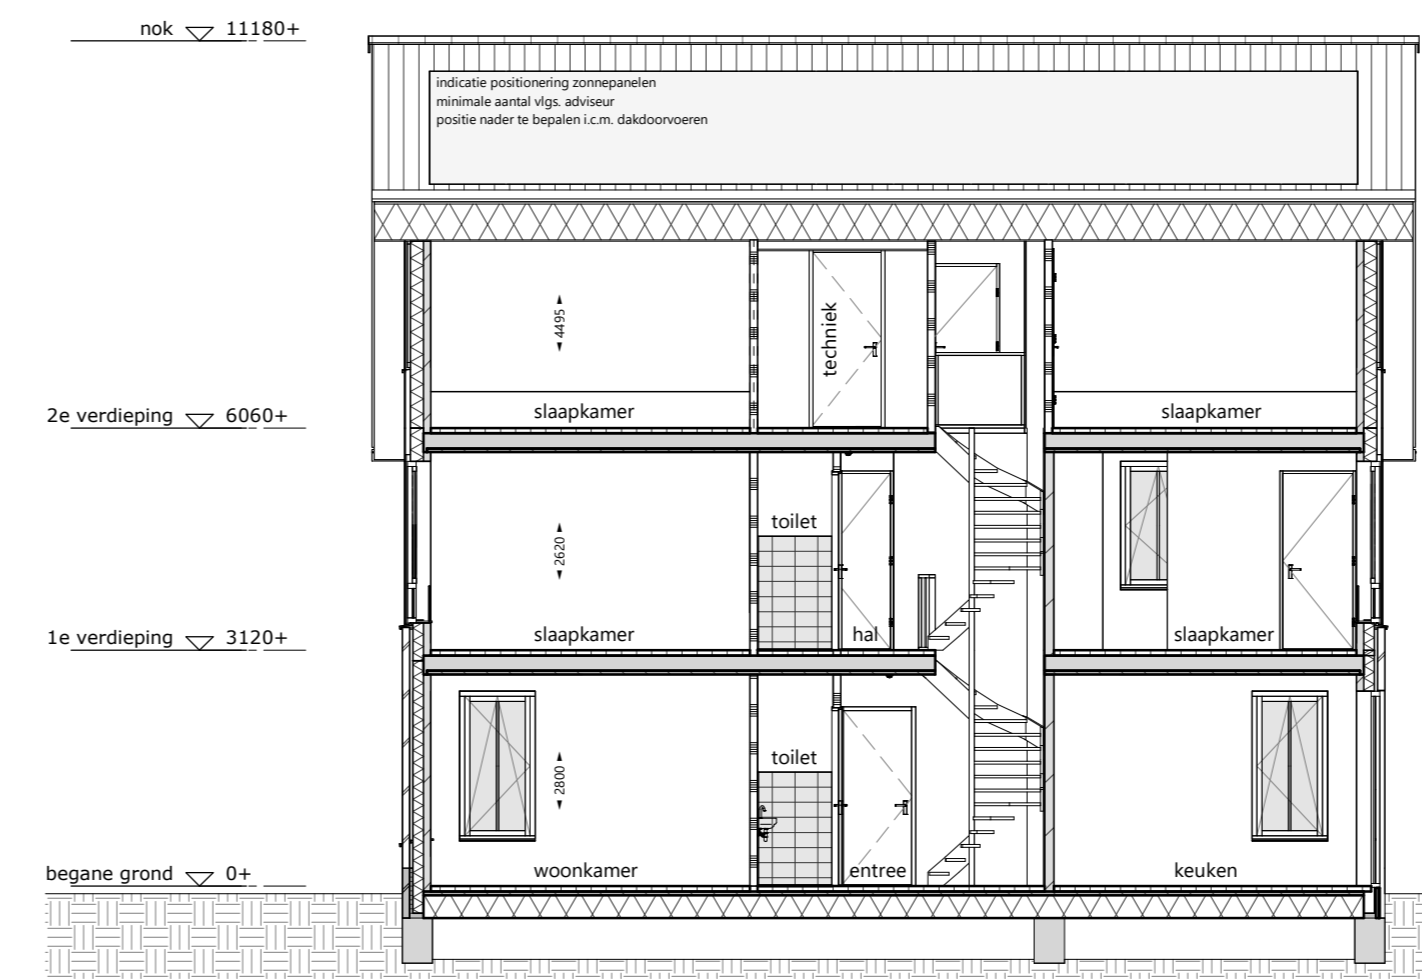 nok 11180+
indicatie positionering zonnepanelen
minimale aantal vlgs. adviseur
positie nader te bepalen i.c.m. dakdoorvoeren
4495
techniek
2e verdieping 6060+
slaapkamer
slaapkamer
toilet
2620
1e verdieping 3120+
slaapkamer
hal
slaapkamer
toilet
2800
begane grond 0+
woonkamer
entree
keuken